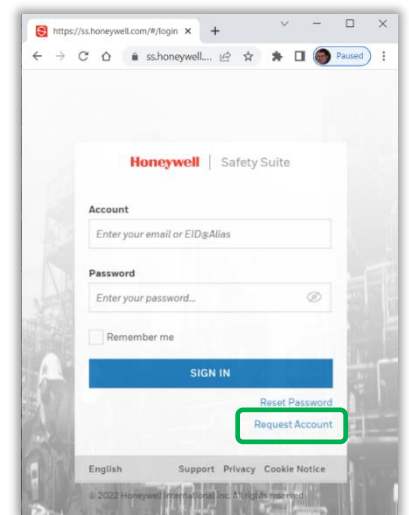 https://ss.honeywell.com/#/login
ss.honeywell....
Paused
Honeywell | Safety Suite
Account
Enter your email or EID@Alias
Password
Enter your password...
Remember me
SIGN IN
Reset Password
Request Account
English Support Privacy Cookie Notice
© 2022 Honeywell International Inc. All rights reserved